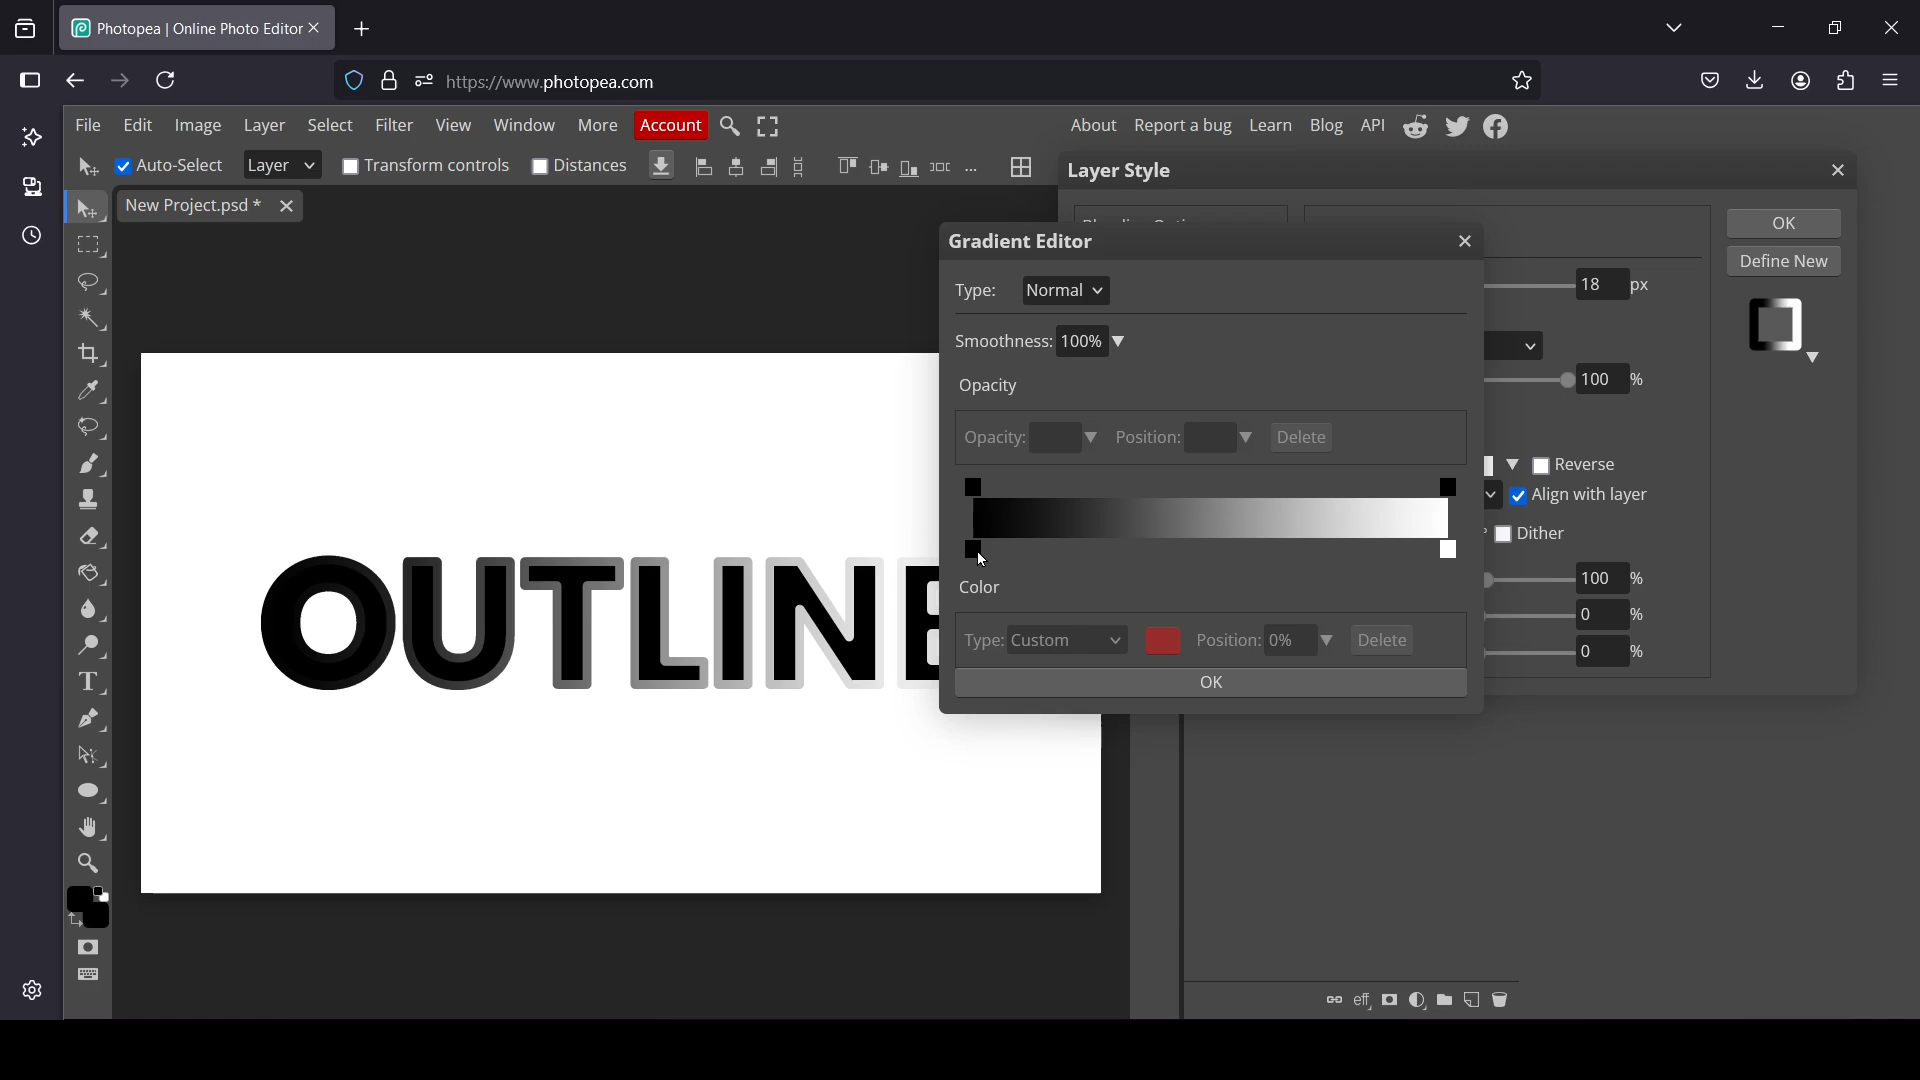 Photopea | Online Photo Editor
https://www.photopea.com
File Edit Image Layer Select Filter View Window More Account
About Report a bug Learn Blog API
Auto-Select Layer Transform controls Distances ...
Layer Style
New Project.psd *
OK
Define New
Gradient Editor
Type: Normal
18 px
Smoothness: 100%
Opacity
100 %
Opacity: Position: Delete
Reverse
Align with layer
Dither
OUTLINE
Color
100 %
0 %
Type: Custom Position: 0% Delete
0 %
OK
T
eff